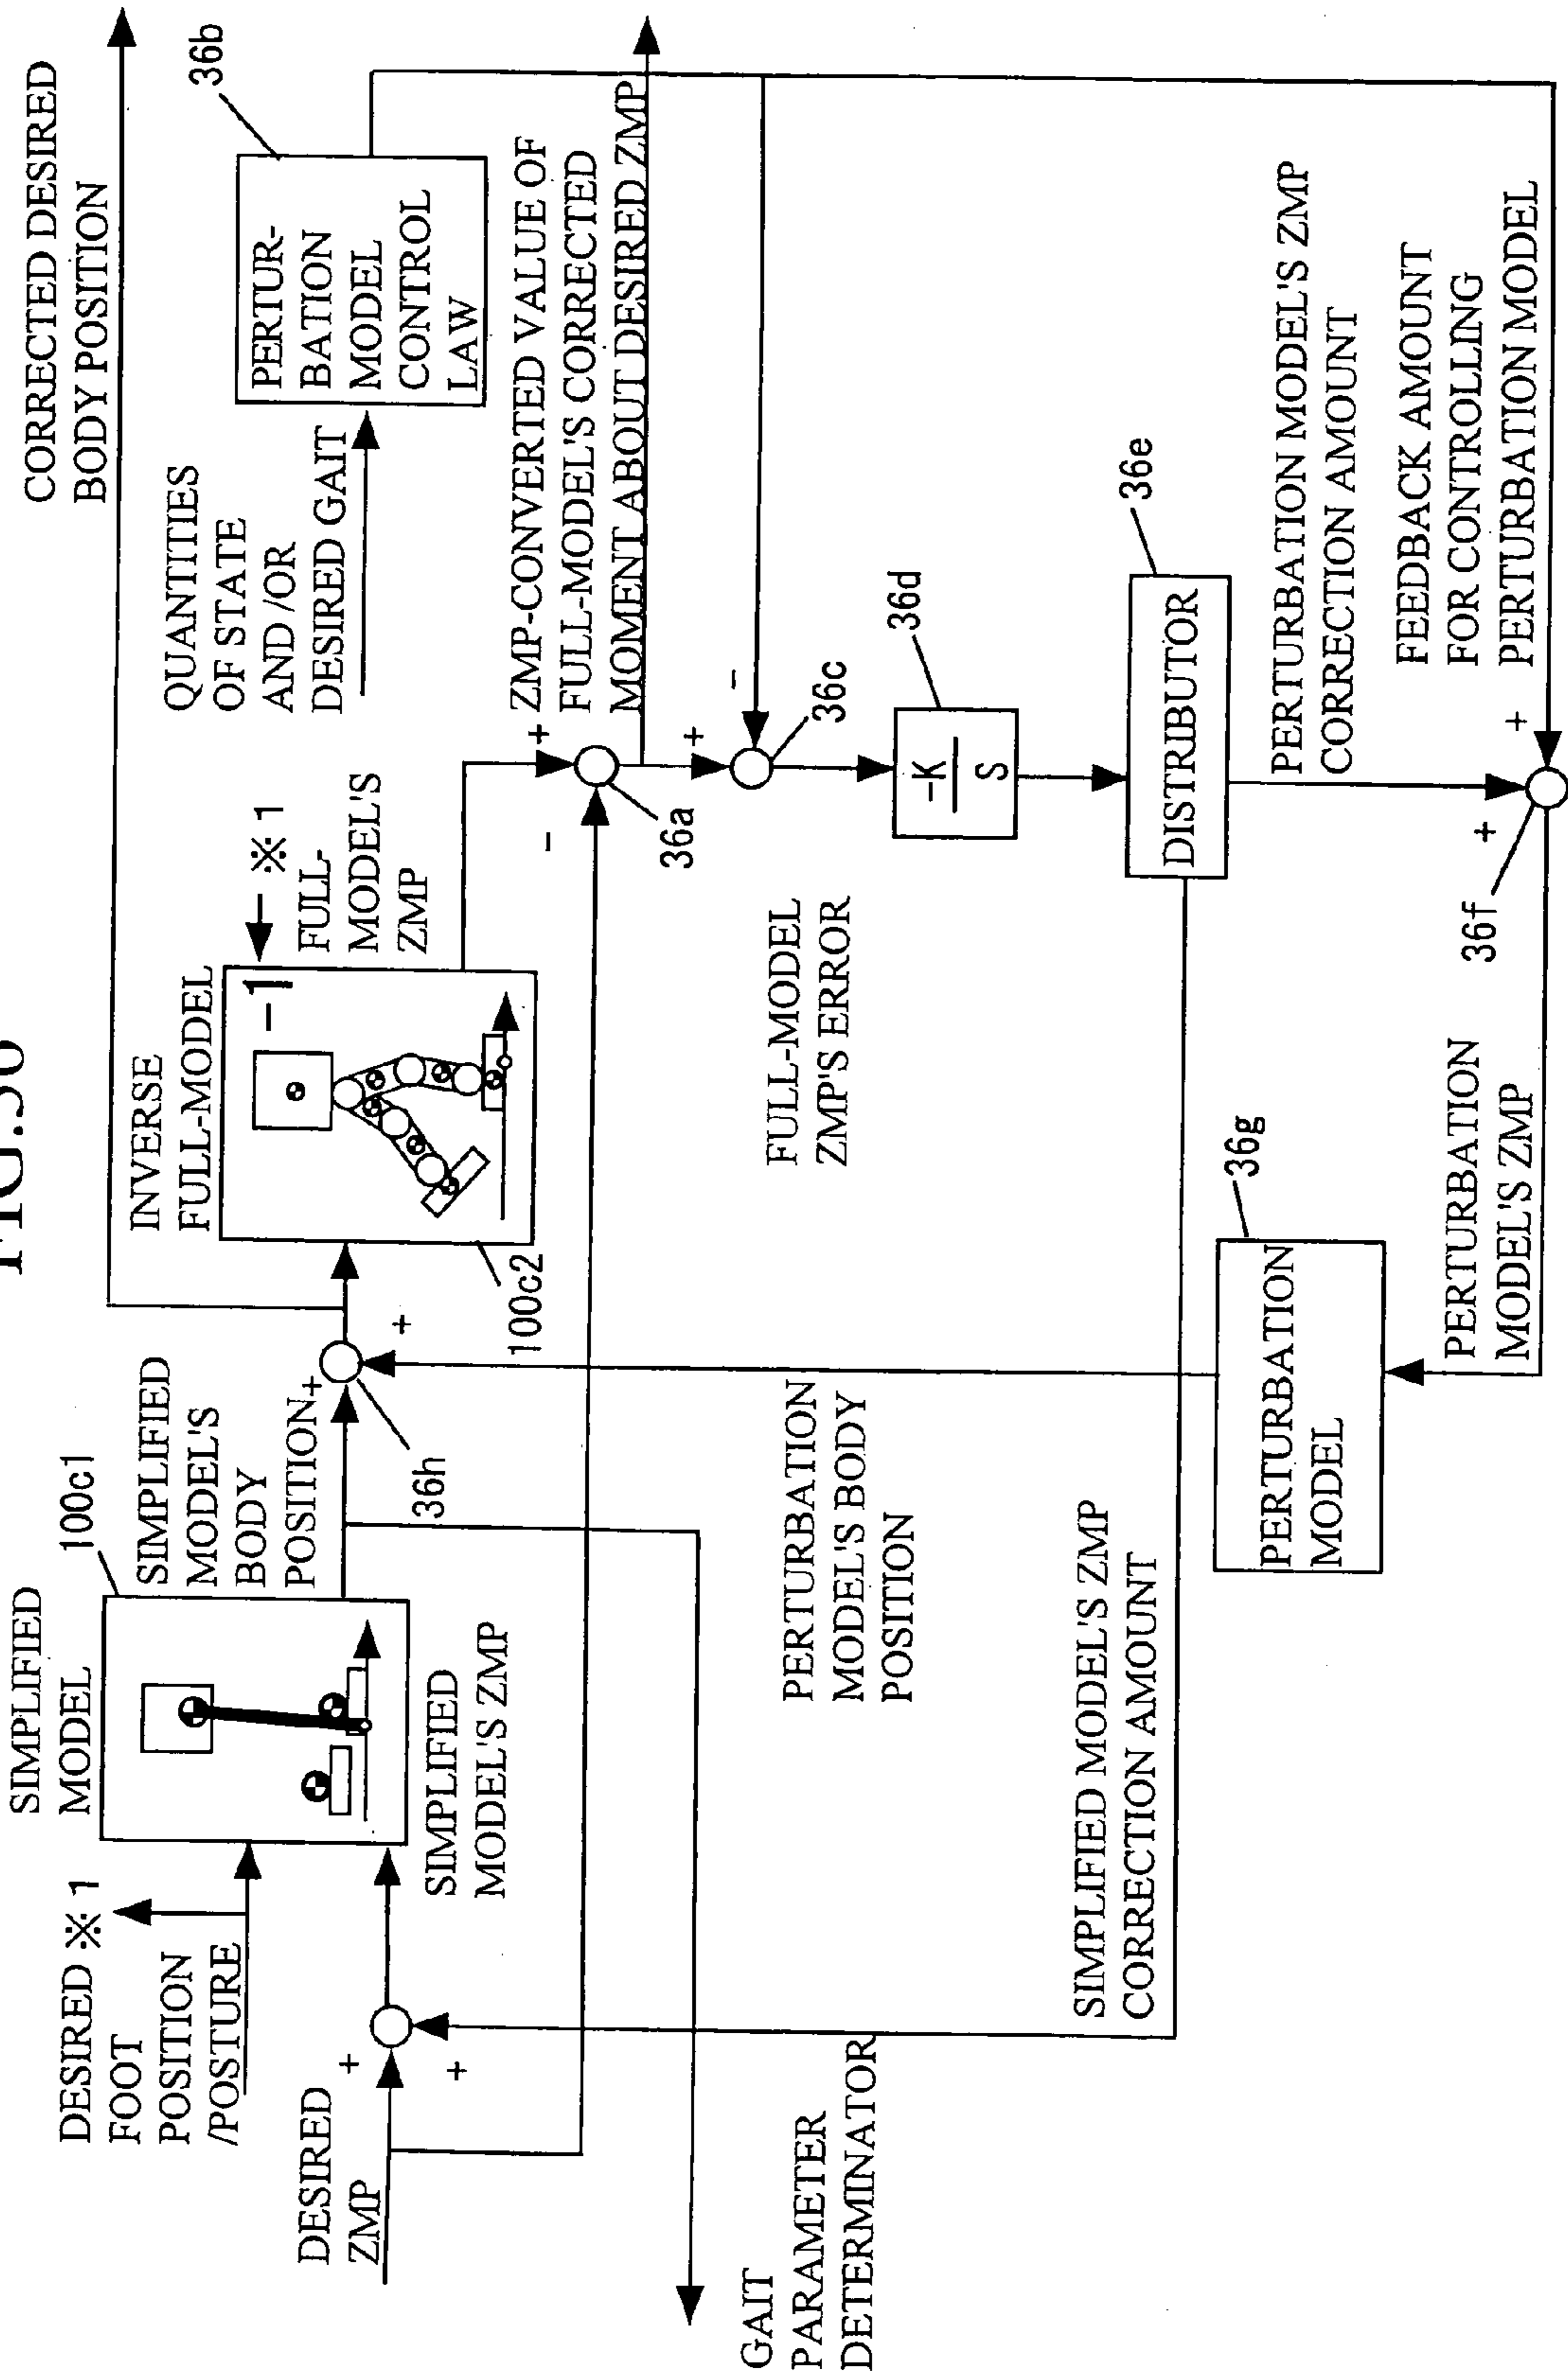 FIG.36
DESIRED ※1
FOOT
POSITION
/POSTURE
DESIRED
ZMP
+
+
SIMPLIFIED
MODEL
100c1
SIMPLIFIED
MODEL'S ZMP
SIMPLIFIED
MODEL'S
BODY
POSITION
+
+
36h
INVERSE
FULL-MODEL
-1
100c2
※1
FULL-
MODEL'S
ZMP
CORRECTED DESIRED
BODY POSITION
QUANTITIES
OF STATE
AND /OR
DESIRED GAIT
PERTUR-
BATION
MODEL
CONTROL
LAW
36b
-
+
36a
ZMP-CONVERTED VALUE OF
FULL-MODEL'S CORRECTED
MOMENT ABOUT DESIRED ZMP
+
-
36c
FULL-MODEL
ZMP'S ERROR
-K
S
36d
DISTRIBUTOR
36e
PERTURBATION MODEL'S ZMP
CORRECTION AMOUNT
FEEDBACK AMOUNT
FOR CONTROLLING
PERTURBATION MODEL
+
+
36f
PERTURBATION
MODEL'S ZMP
PERTURBATION
MODEL
36g
PERTURBATION
MODEL'S BODY
POSITION
SIMPLIFIED MODEL'S ZMP
CORRECTION AMOUNT
GAIT
PARAMETER
DETERMINATOR